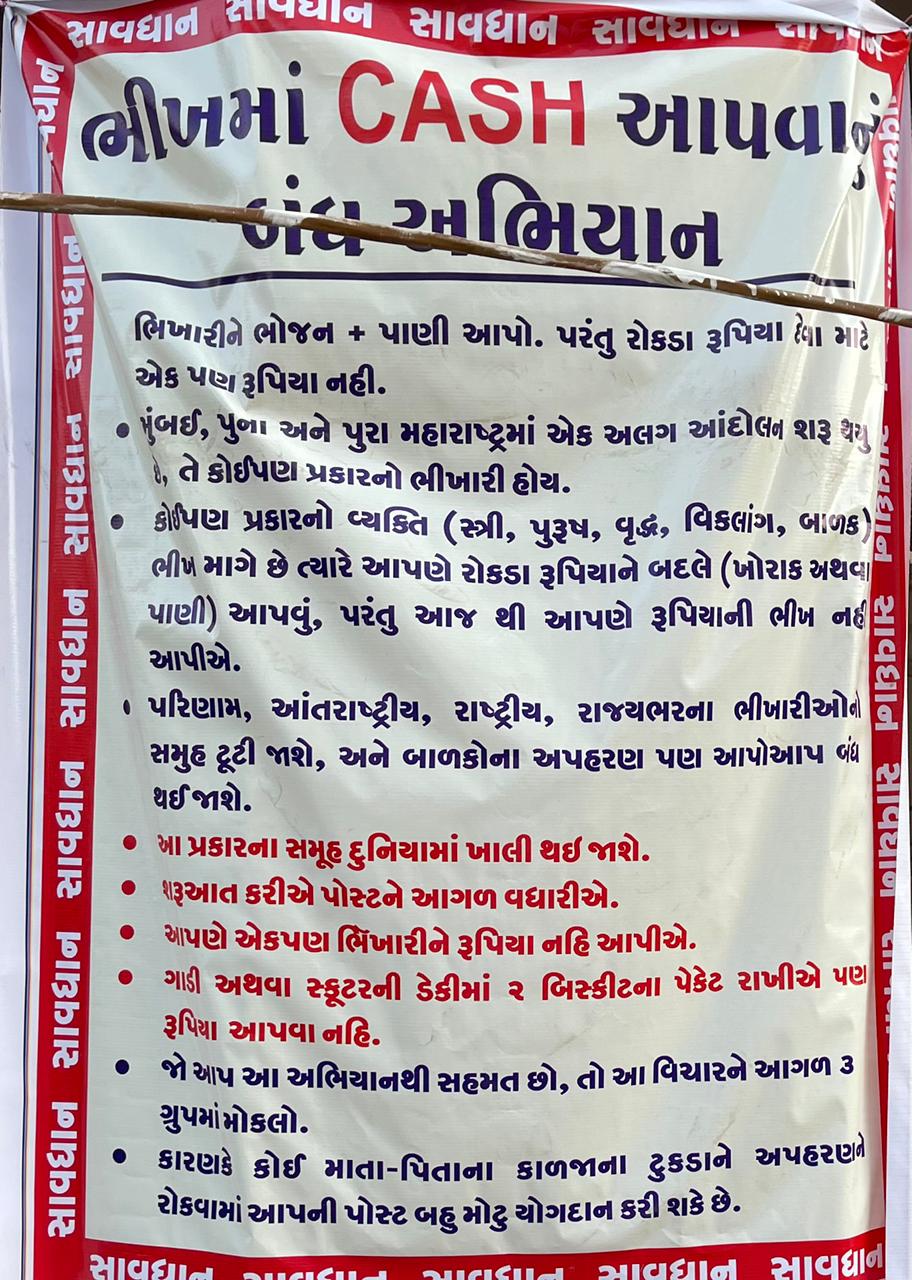 સાવધાન સાવધાન સાવધાન સાવધાન સાવધાન
ભીખમાં CASH આપવાનું
બંધ અભિયાન
ભિખારીને ભોજન + પાણી આપો. પરંતુ રોકડા રૂપિયા દેવા માટે
એક પણ રૂપિયા નહી.
• મુંબઈ, પુના અને પુરા મહારાષ્ટ્રમાં એક અલગ આંદોલન શરૂ થયુ
છે, તે કોઈપણ પ્રકારનો ભીખારી હોય.
• કોઈપણ પ્રકારનો વ્યક્તિ (સ્ત્રી, પુરૂષ, વૃદ્ધ, વિકલાંગ, બાળક)
ભીખ માગે છે ત્યારે આપણે રોકડા રૂપિયાને બદલે (ખોરાક અથવા
પાણી) આપવું, પરંતુ આજ થી આપણે રૂપિયાની ભીખ નહી
આપીએ.
• પરિણામ, આંતરાષ્ટ્રીય, રાષ્ટ્રીય, રાજયભરના ભીખારીઓનો
સમુહ ટૂટી જાશે, અને બાળકોના અપહરણ પણ આપોઆપ બંધ
થઈ જાશે.
• આ પ્રકારના સમૂહ દુનિયામાં ખાલી થઇ જાશે.
• શરૂઆત કરીએ પોસ્ટને આગળ વધારીએ.
• આપણે એકપણ ભિખારીને રૂપિયા નહિ આપીએ.
• ગાડી અથવા સ્કૂટરની ડેકીમાં ૨ બિસ્કીટના પેકેટ રાખીએ પણ
રૂપિયા આપવા નહિ.
• જો આપ આ અભિયાનથી સહમત છો, તો આ વિચારને આગળ ૩
ગ્રુપમાં મોકલો.
• કારણકે કોઈ માતા-પિતાના કાળજાના ટુકડાને અપહરણને
રોકવામાં આપની પોસ્ટ બહુ મોટુ યોગદાન કરી શકે છે.
સાવધાન સાવધાન સાવધાન સાવધાન સાવધાન
સાવધાન
સાવધાન
સાવધાન
સાવધાન
સાવધાન
સાવધાન
સાવધાન
સાવધાન
સાવધાન
સાવધાન